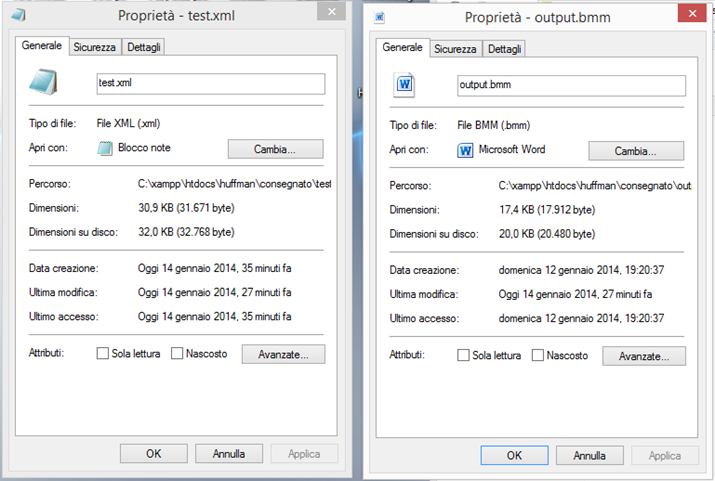 Proprietà - test.xml
Generale Sicurezza Dettagli
test.xml
Tipo di file: File XML (.xml)
Apri con: Blocco note Cambia...
Percorso: C:\xampp\htdocs\huffman\consegnato\test
Dimensioni: 30,9 KB (31.671 byte)
Dimensioni su disco: 32,0 KB (32.768 byte)
Data creazione: Oggi 14 gennaio 2014, 35 minuti fa
Ultima modifica: Oggi 14 gennaio 2014, 27 minuti fa
Ultimo accesso: Oggi 14 gennaio 2014, 35 minuti fa
Attributi: Sola lettura Nascosto Avanzate...
OK Annulla Applica
Proprietà - output.bmm
Generale Sicurezza Dettagli
output.bmm
Tipo di file: File BMM (.bmm)
Apri con: Microsoft Word Cambia...
Percorso: C:\xampp\htdocs\huffman\consegnato\out
Dimensioni: 17,4 KB (17.912 byte)
Dimensioni su disco: 20,0 KB (20.480 byte)
Data creazione: domenica 12 gennaio 2014, 19:20:37
Ultima modifica: Oggi 14 gennaio 2014, 27 minuti fa
Ultimo accesso: domenica 12 gennaio 2014, 19:20:37
Attributi: Sola lettura Nascosto Avanzate...
OK Annulla Applica